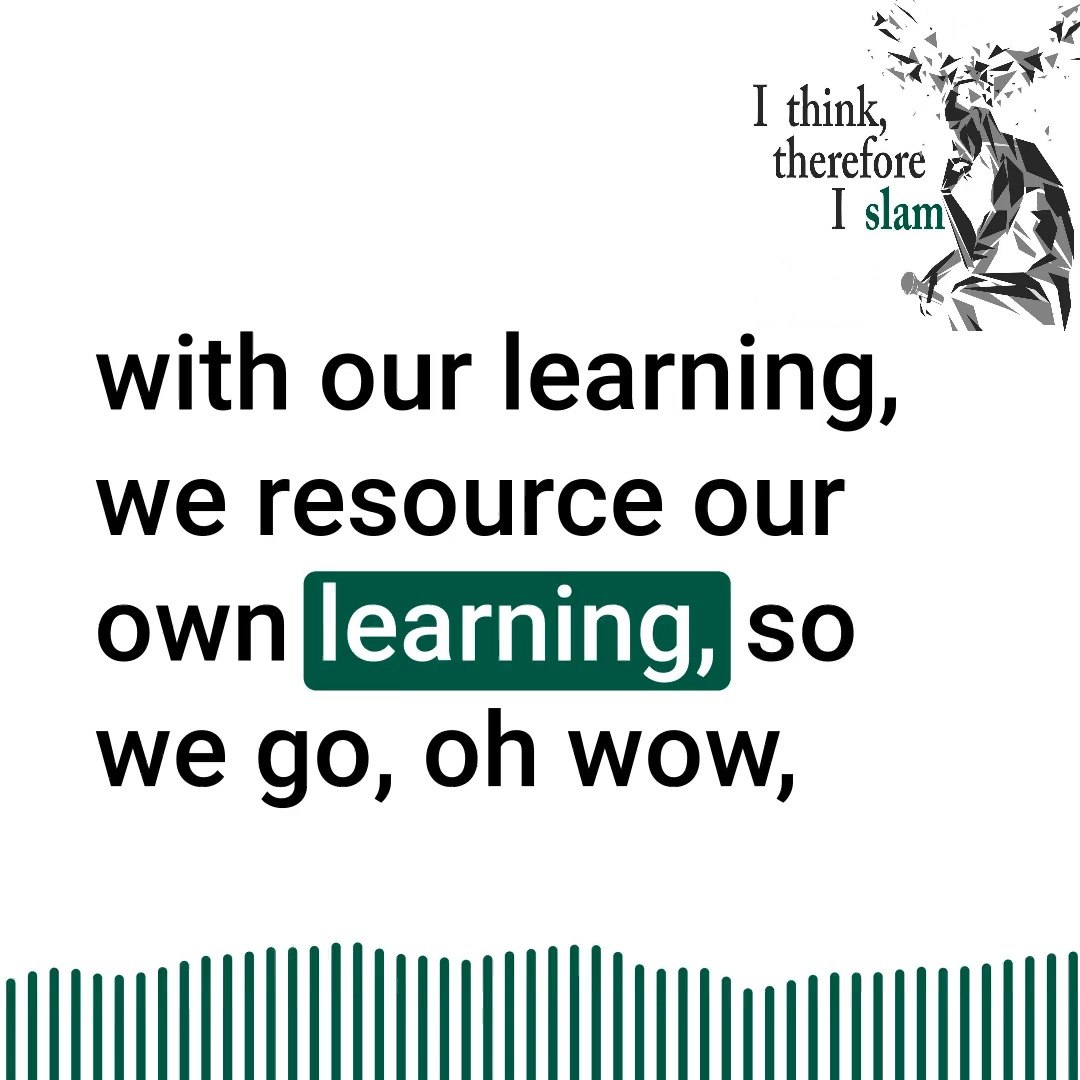 I think,
therefore
I slam
with our learning,
we resource our
own learning, so
we go, oh wow,